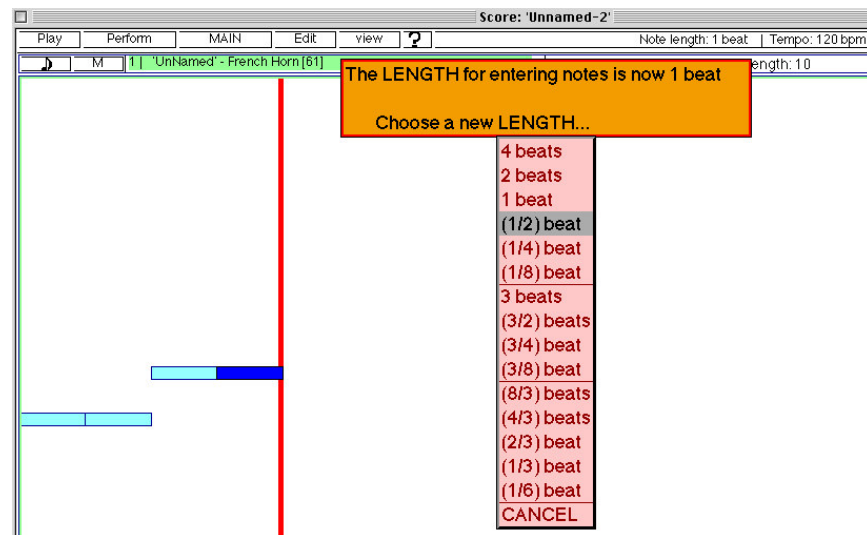 Score: 'Unnamed-2'
Play Perform MAIN Edit view ? Note length: 1 beat | Tempo: 120 bpm
M 1 | 'UnNamed' - French Horn [61] ength: 10
The LENGTH for entering notes is now 1 beat
Choose a new LENGTH...
4 beats
2 beats
1 beat
(1/2) beat
(1/4) beat
(1/8) beat
3 beats
(3/2) beats
(3/4) beat
(3/8) beat
(8/3) beats
(4/3) beats
(2/3) beat
(1/3) beat
(1/6) beat
CANCEL